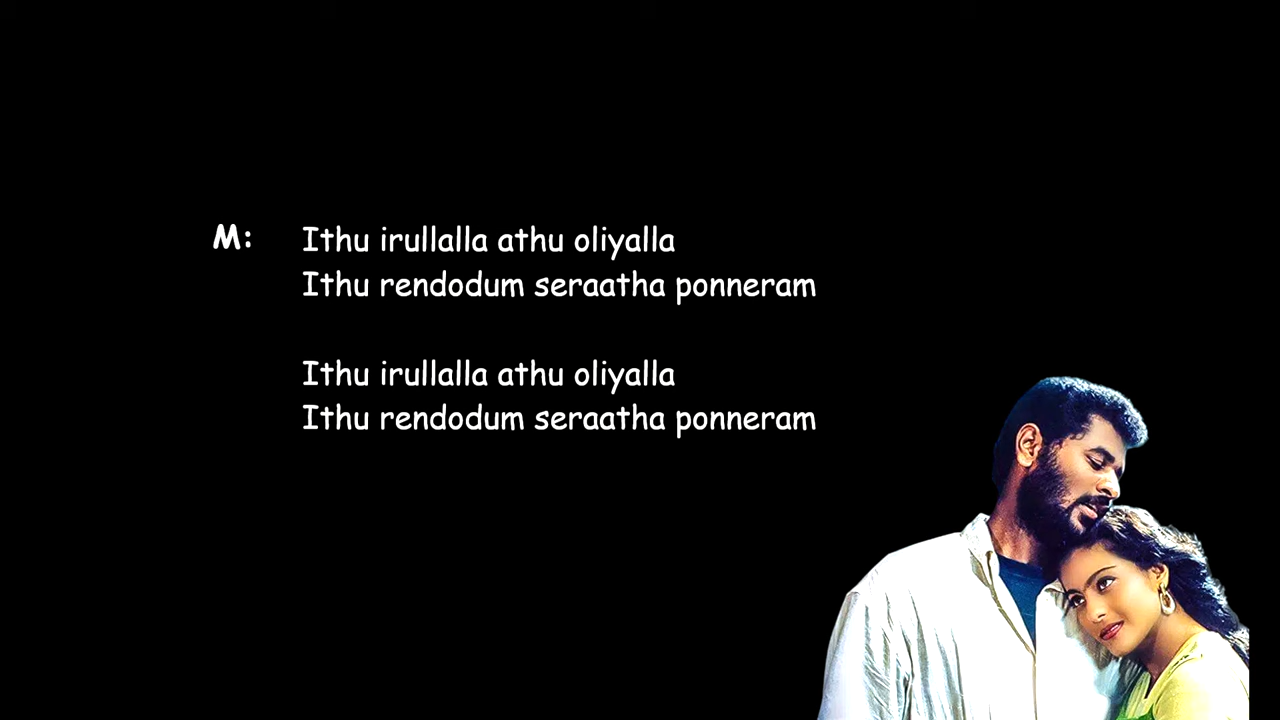 M: Ithu irullalla athu oliyalla
Ithu rendodum seraatha ponneram
Ithu irullalla athu oliyalla
Ithu rendodum seraatha ponneram